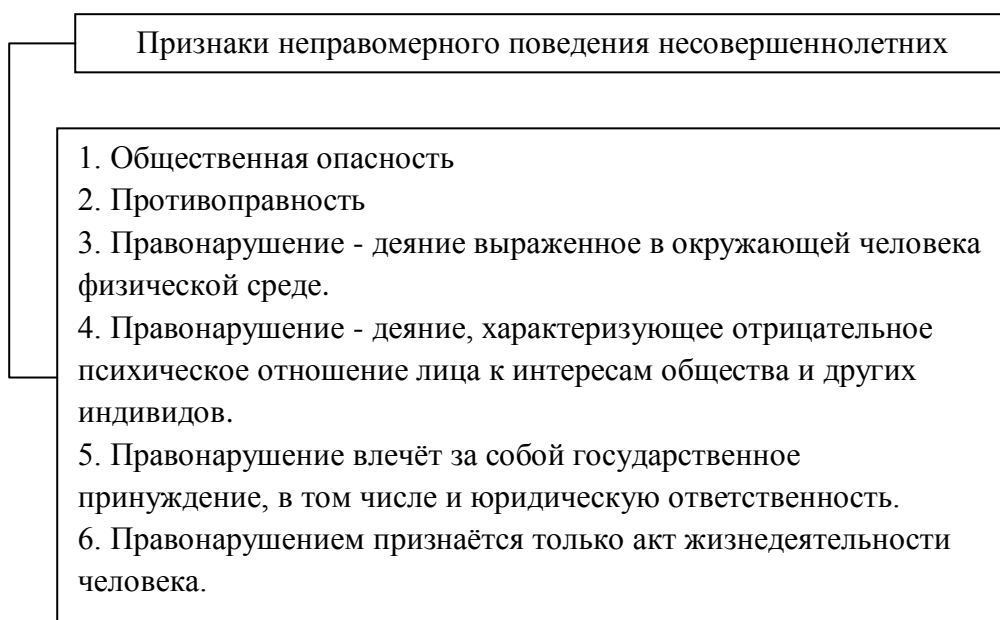 Признаки неправомерного поведения несовершеннолетних
1. Общественная опасность
2. Противоправность
3. Правонарушение - деяние выраженное в окружающей человека
физической среде.
4. Правонарушение - деяние, характеризующее отрицательное
психическое отношение лица к интересам общества и других
индивидов.
5. Правонарушение влечёт за собой государственное
принуждение, в том числе и юридическую ответственность.
6. Правонарушением признаётся только акт жизнедеятельности
человека.